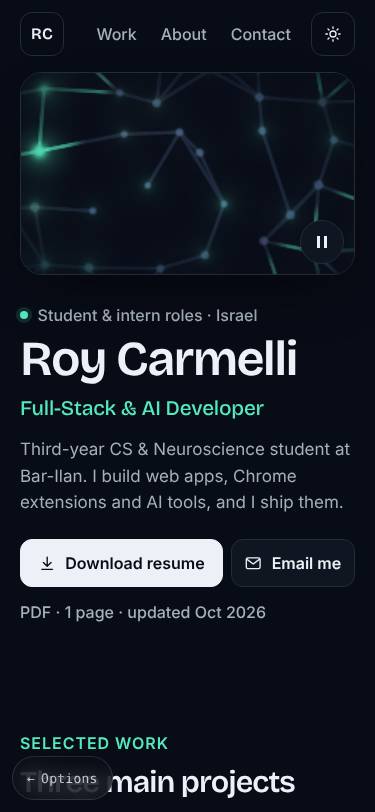 RC
Work
About
Contact
Student & intern roles · Israel
Roy Carmelli
Full-Stack & AI Developer
Third-year CS & Neuroscience student at
Bar-Ilan. I build web apps, Chrome
extensions and AI tools, and I ship them.
Download resume
Email me
PDF · 1 page · updated Oct 2026
SELECTED WORK
Three main projects
← Options